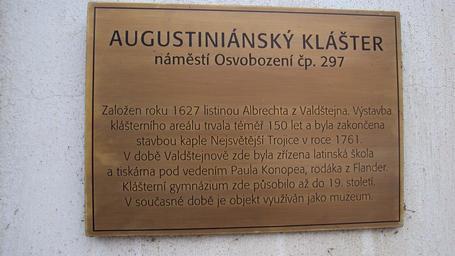 AUGUSTINIÁNSKÝ KLÁŠTER
náměstí Osvobození čp. 297
Založen roku 1627 listinou Albrechta z Valdštejna. Výstavba
klášterního areálu trvala téměř 150 let a byla zakončena
stavbou kaple Nejsvětější Trojice v roce 1761.
V době Valdštejnově zde byla zřízena latinská škola
a tiskárna pod vedením Paula Konopea, rodáka z Flander.
Klášterní gymnázium zde působilo až do 19. století.
V současné době je objekt využíván jako muzeum.